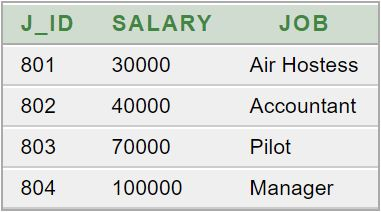 J_ID SALARY JOB
801 30000 Air Hostess
802 40000 Accountant
803 70000 Pilot
804 100000 Manager